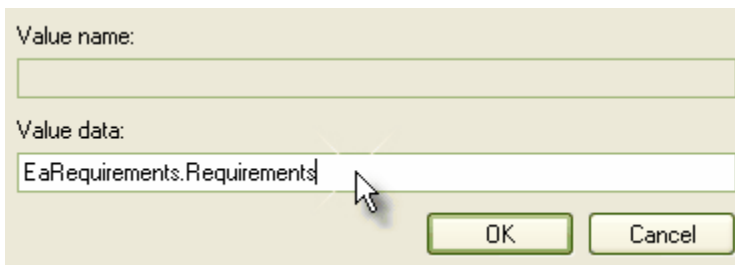 Value name:
Value data:
EaRequirements.Requirements
OK Cancel